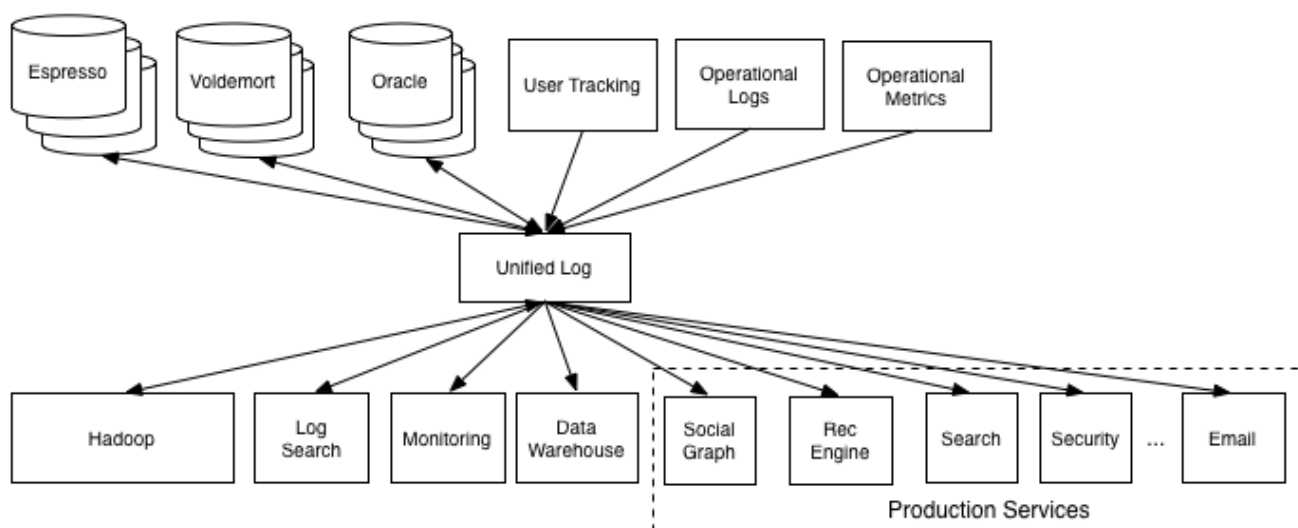 Espresso
Voldemort
Oracle
User Tracking
Operational
Logs
Operational
Metrics
Unified Log
Hadoop
Log
Search
Monitoring
Data
Warehouse
Social
Graph
Rec
Engine
Search
Security
...
Email
Production Services